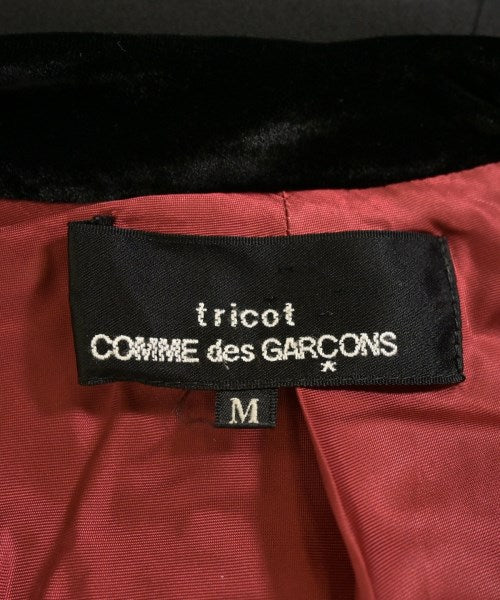 tricot
COMME des GARÇONS
*
M